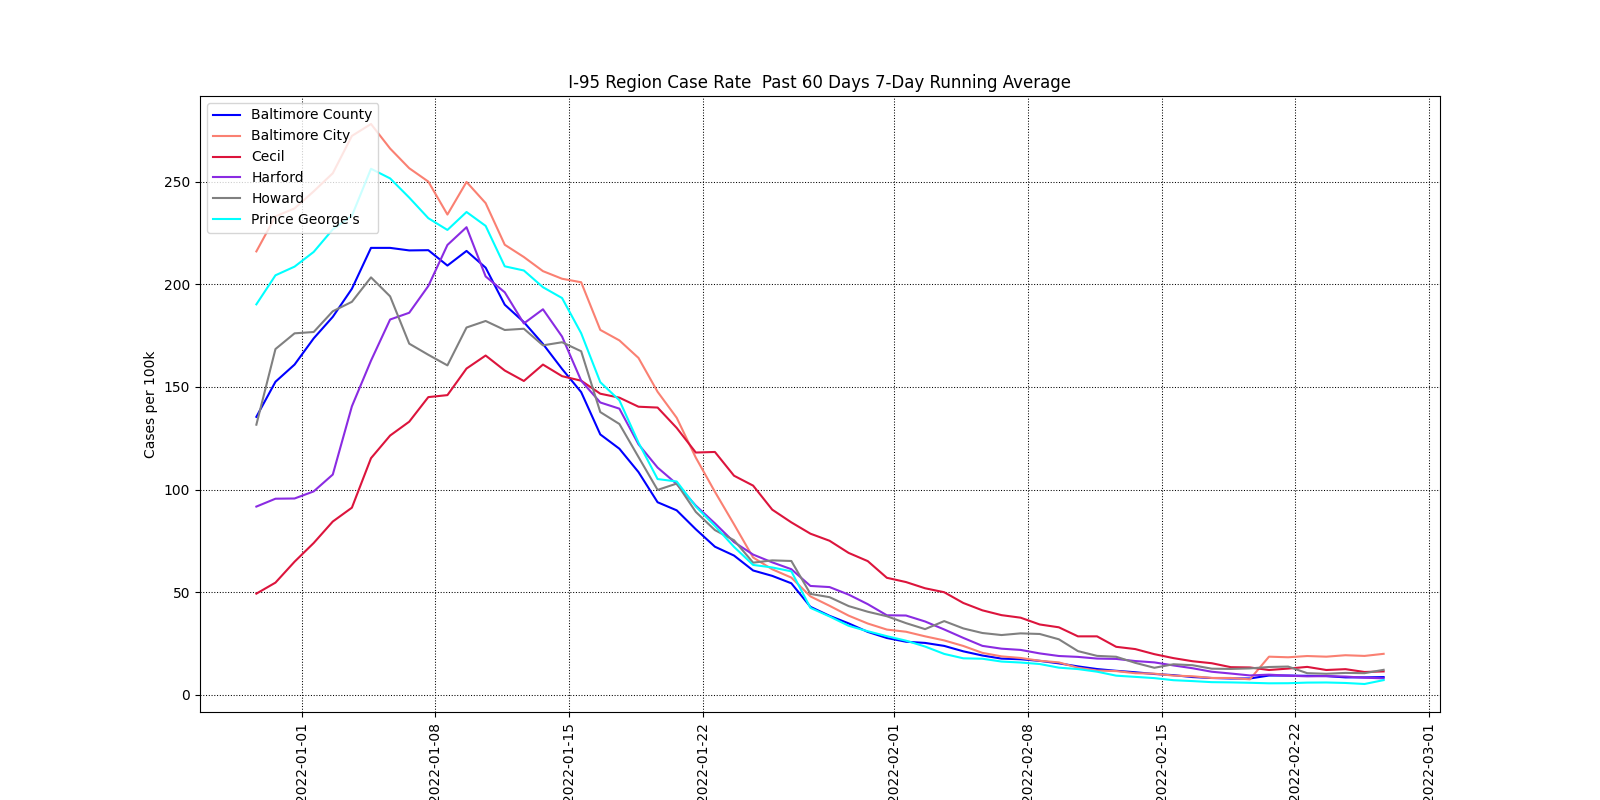 I-95 Region Case Rate  Past 60 Days 7-Day Running Average
Baltimore County
Baltimore City
Cecil
Harford
Howard
Prince George's
Cases per 100k
250
200
150
100
50
0
2022-01-01
2022-01-08
2022-01-15
2022-01-22
2022-02-01
2022-02-08
2022-02-15
2022-02-22
2022-03-01